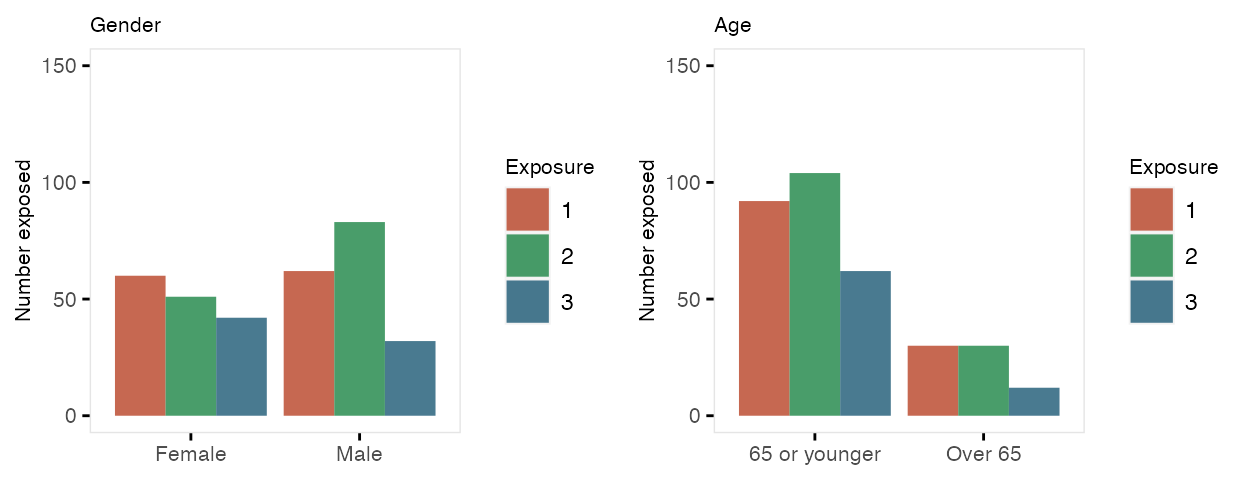 Gender
150
100
50
0
Number exposed
Female Male
Exposure
1
2
3
Age
150
100
50
0
Number exposed
65 or younger Over 65
Exposure
1
2
3